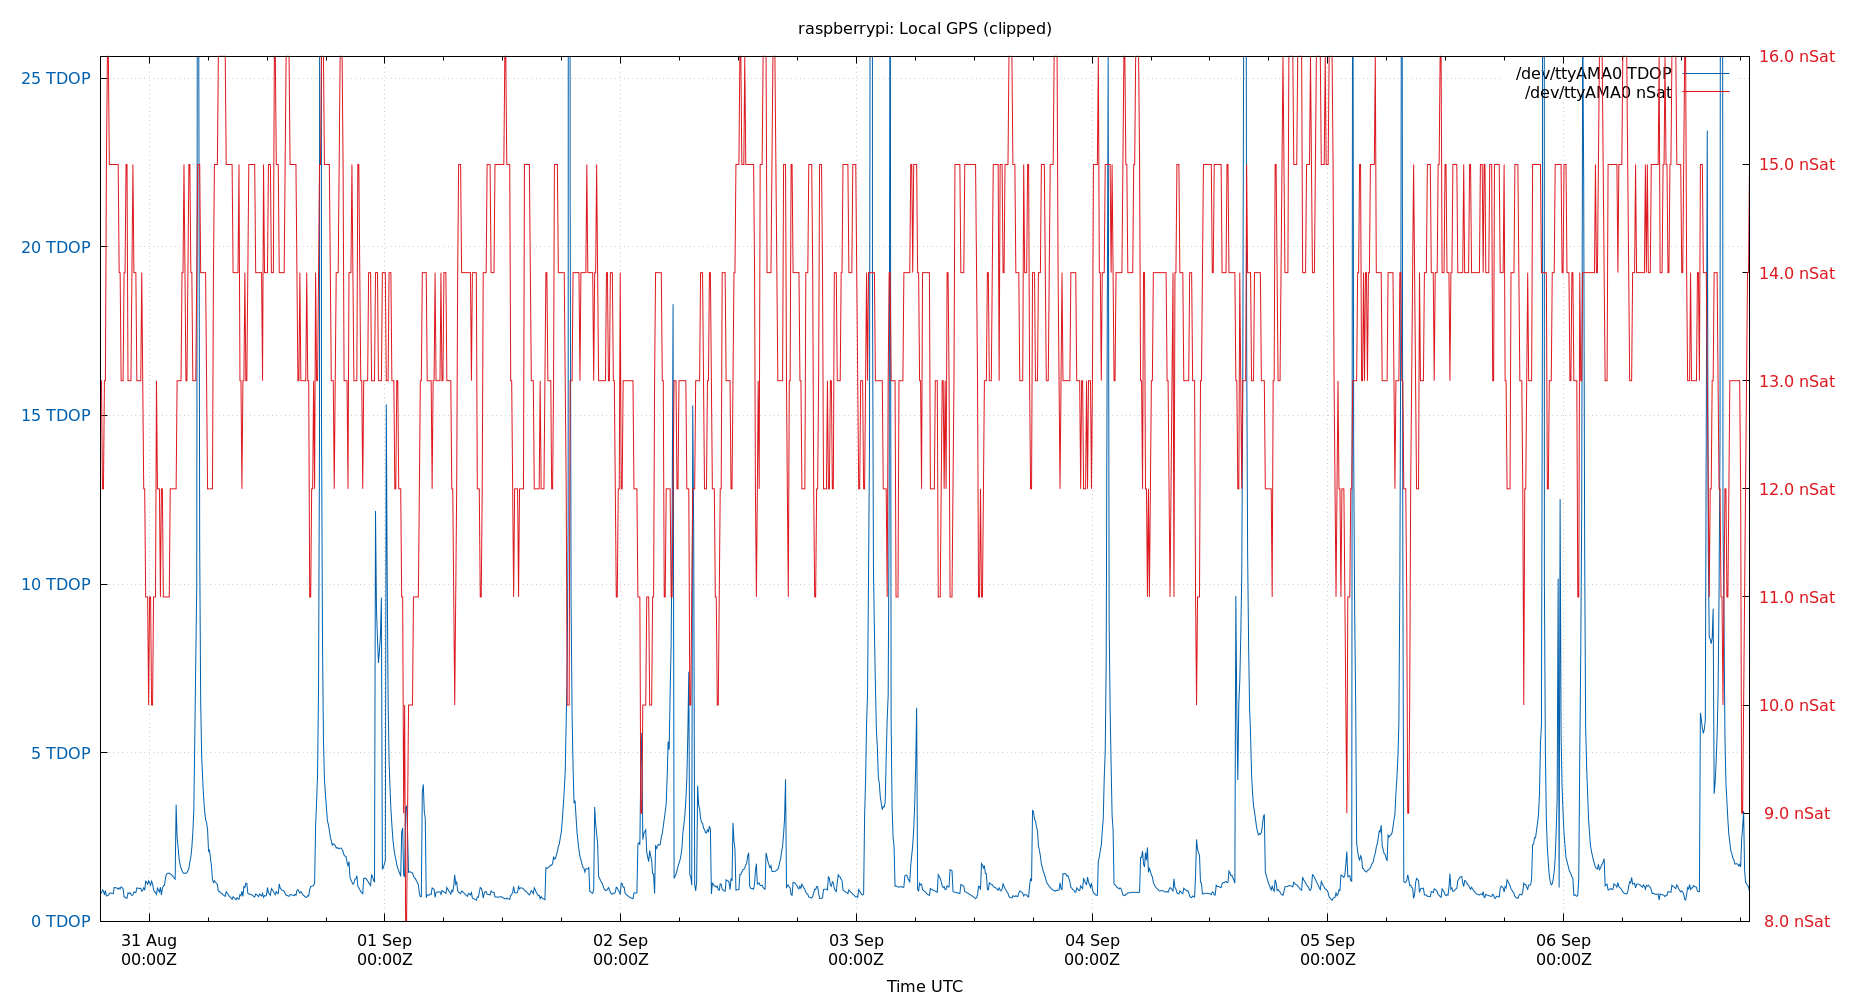 raspberrypi: Local GPS (clipped)
25 TDOP
20 TDOP
15 TDOP
10 TDOP
5 TDOP
0 TDOP
16.0 nSat
15.0 nSat
14.0 nSat
13.0 nSat
12.0 nSat
11.0 nSat
10.0 nSat
9.0 nSat
8.0 nSat
/dev/ttyAMA0 TDOP
/dev/ttyAMA0 nSat
31 Aug
00:00Z
01 Sep
00:00Z
02 Sep
00:00Z
03 Sep
00:00Z
04 Sep
00:00Z
05 Sep
00:00Z
06 Sep
00:00Z
Time UTC